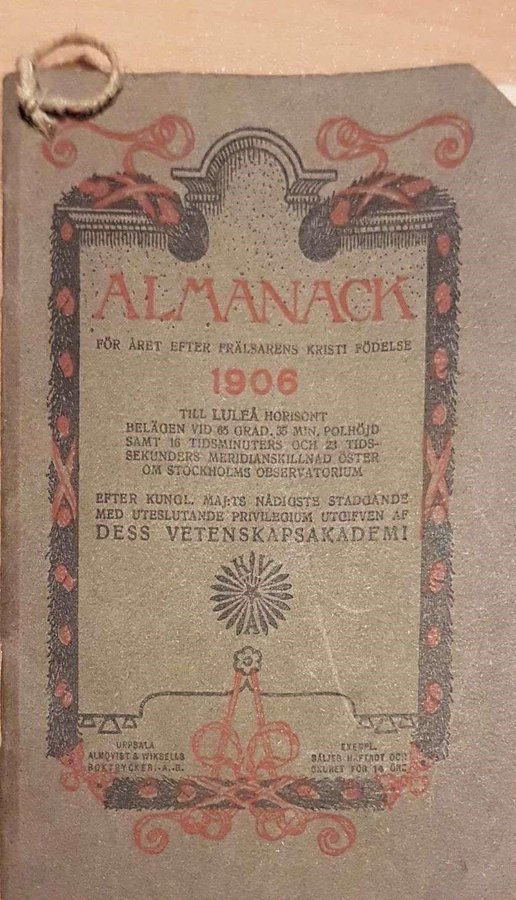 ALMANACK
FÖR ÅRET EFTER FRÄLSARENS KRISTI FÖDELSE
1906
TILL LULEÅ HORISONT
BELÄGEN VID 65 GRAD. 35 MIN. POLHÖJD
SAMT 16 TIDSMINUTERS OCH 23 TIDS-
SEKUNDERS MERIDIANSKILLNAD ÖSTER
OM STOCKHOLMS OBSERVATORIUM
EFTER KUNGL. MAJ:TS NÅDIGSTE STADGANDE
MED UTESLUTANDE PRIVILEGIUM UTGIFVEN AF
DESS VETENSKAPSAKADEMI
K V
A
UPPSALA
ALMQVIST & WIKSELLS
BOKTRYCKERI-A.-B.
EXEMPL.
SÄLJES HÄFTADT OCH
SKURET FÖR 14 ÖRE